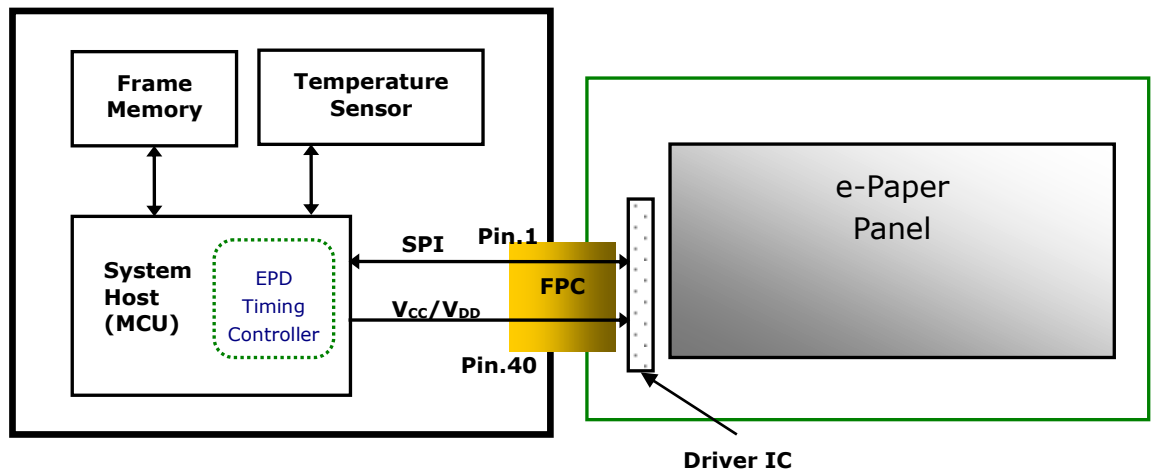 Frame
Memory
Temperature
Sensor
e-Paper
Panel
System
Host
(MCU)
EPD
Timing
Controller
SPI
Pin.1
FPC
VCC/VDD
Pin.40
Driver IC